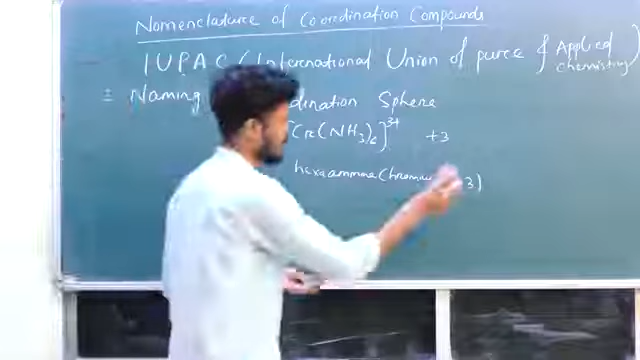 Nomenclature of Coordination Compounds
IUPAC (International Union of puree & Applied Chemistry)
= Naming dination Sphere
[Cr(NH3)6]3+ +3
hexaammine 3)